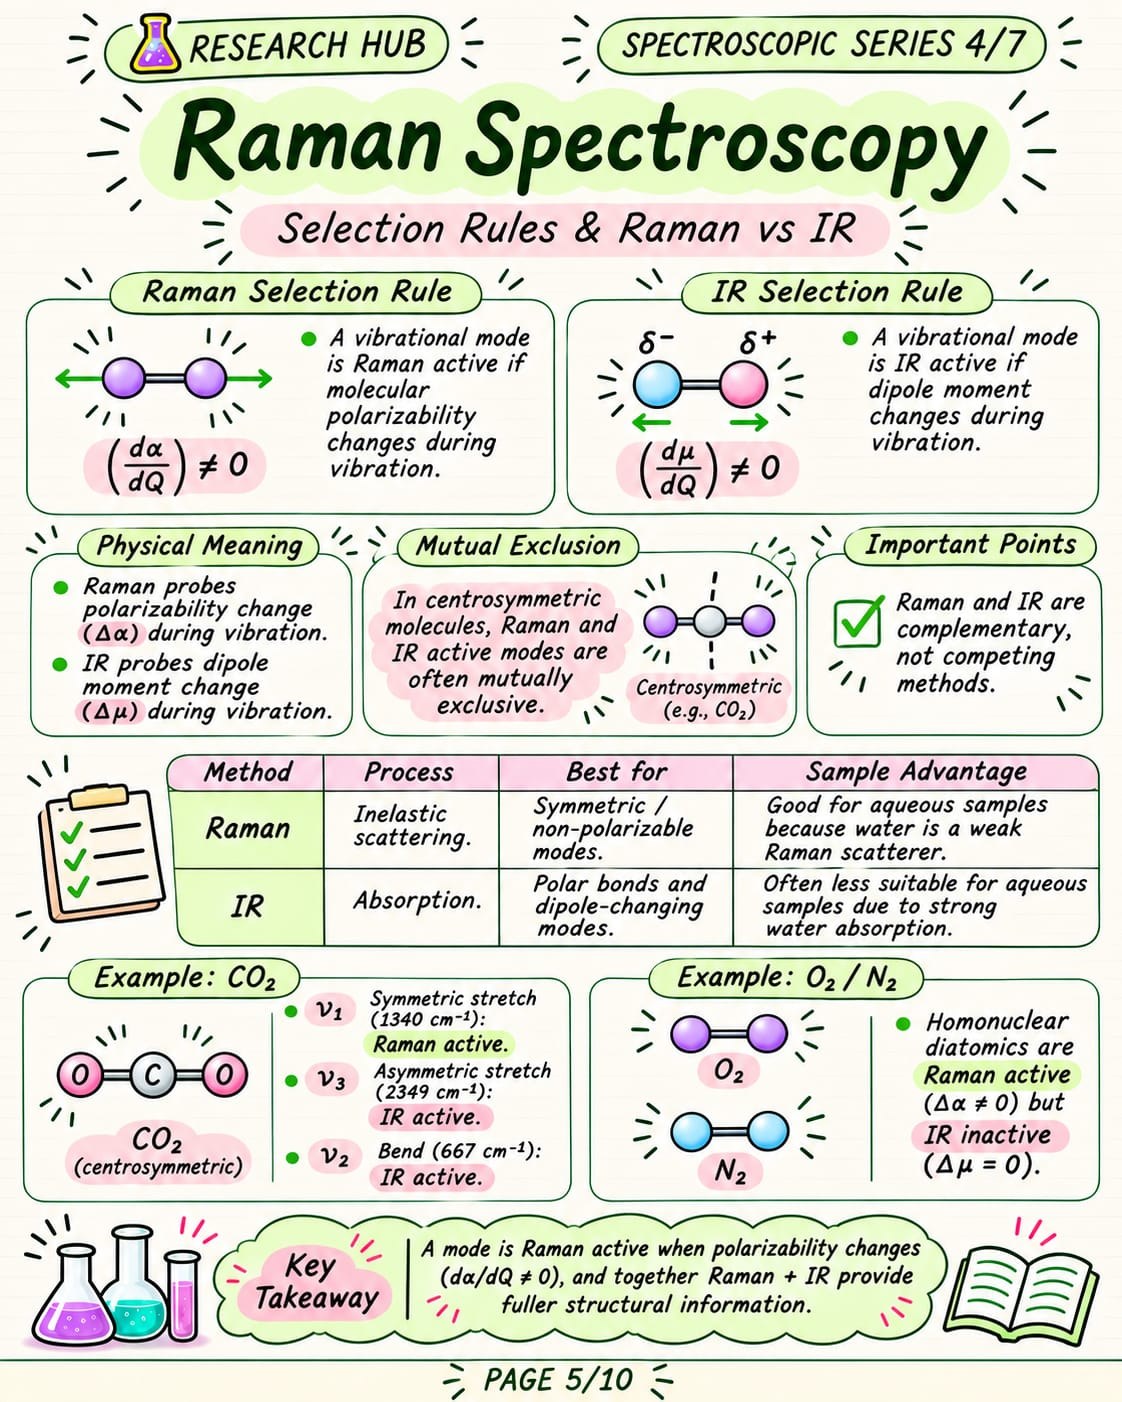 RESEARCH HUB
SPECTROSCOPIC SERIES 4/7
Raman Spectroscopy
Selection Rules & Raman vs IR
Raman Selection Rule
(dα/dQ) ≠ 0
A vibrational mode
is Raman active if
molecular
polarizability
changes during
vibration.
IR Selection Rule
δ− δ+
(dμ/dQ) ≠ 0
A vibrational mode
is IR active if
dipole moment
changes during
vibration.
Physical Meaning
Raman probes
polarizability change
(Δα) during vibration.
IR probes dipole
moment change
(Δμ) during vibration.
Mutual Exclusion
In centrosymmetric
molecules, Raman and
IR active modes are
often mutually
exclusive.
Centrosymmetric
(e.g., CO₂)
Important Points
Raman and IR are
complementary,
not competing
methods.
Method Process Best for Sample Advantage
Raman
Inelastic
scattering.
Symmetric /
non-polarizable
modes.
Good for aqueous samples
because water is a weak
Raman scatterer.
IR
Absorption.
Polar bonds and
dipole-changing
modes.
Often less suitable for aqueous
samples due to strong
water absorption.
Example: CO₂
O C O
CO₂
(centrosymmetric)
ν₁ Symmetric stretch
(1340 cm⁻¹):
Raman active.
ν₃ Asymmetric stretch
(2349 cm⁻¹):
IR active.
ν₂ Bend (667 cm⁻¹):
IR active.
Example: O₂ / N₂
O₂
N₂
Homonuclear
diatomics are
Raman active
(Δα ≠ 0) but
IR inactive
(Δμ = 0).
Key
Takeaway
A mode is Raman active when polarizability changes
(dα/dQ ≠ 0), and together Raman + IR provide
fuller structural information.
PAGE 5/10